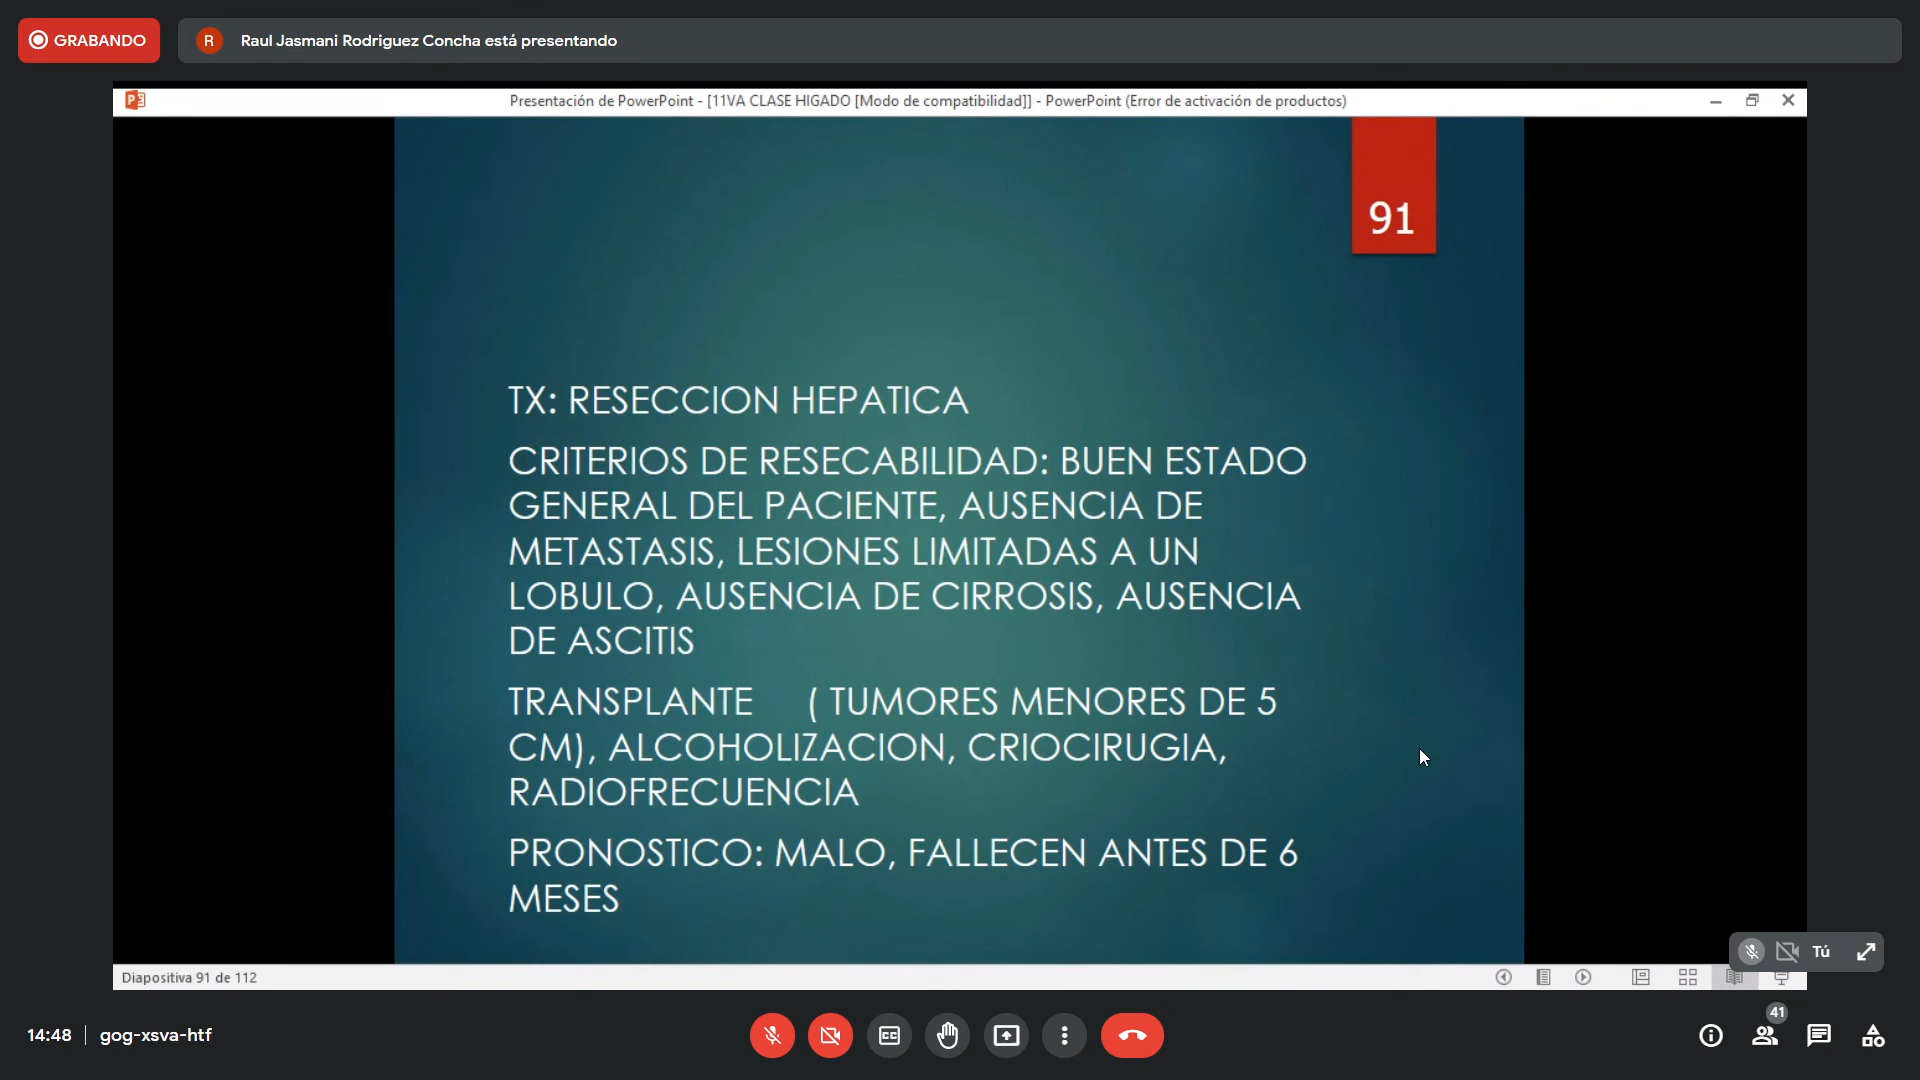 GRABANDO
R
Raul Jasmani Rodriguez Concha está presentando
Presentación de PowerPoint - [11VA CLASE HIGADO [Modo de compatibilidad]] - PowerPoint (Error de activación de productos)
91
TX: RESECCION HEPATICA
CRITERIOS DE RESECABILIDAD: BUEN ESTADO
GENERAL DEL PACIENTE, AUSENCIA DE
METASTASIS, LESIONES LIMITADAS A UN
LOBULO, AUSENCIA DE CIRROSIS, AUSENCIA
DE ASCITIS
TRANSPLANTE ( TUMORES MENORES DE 5
CM), ALCOHOLIZACION, CRIOCIRUGIA,
RADIOFRECUENCIA
PRONOSTICO: MALO, FALLECEN ANTES DE 6
MESES
Tú
Diapositiva 91 de 112
41
14:48 gog-xsva-htf